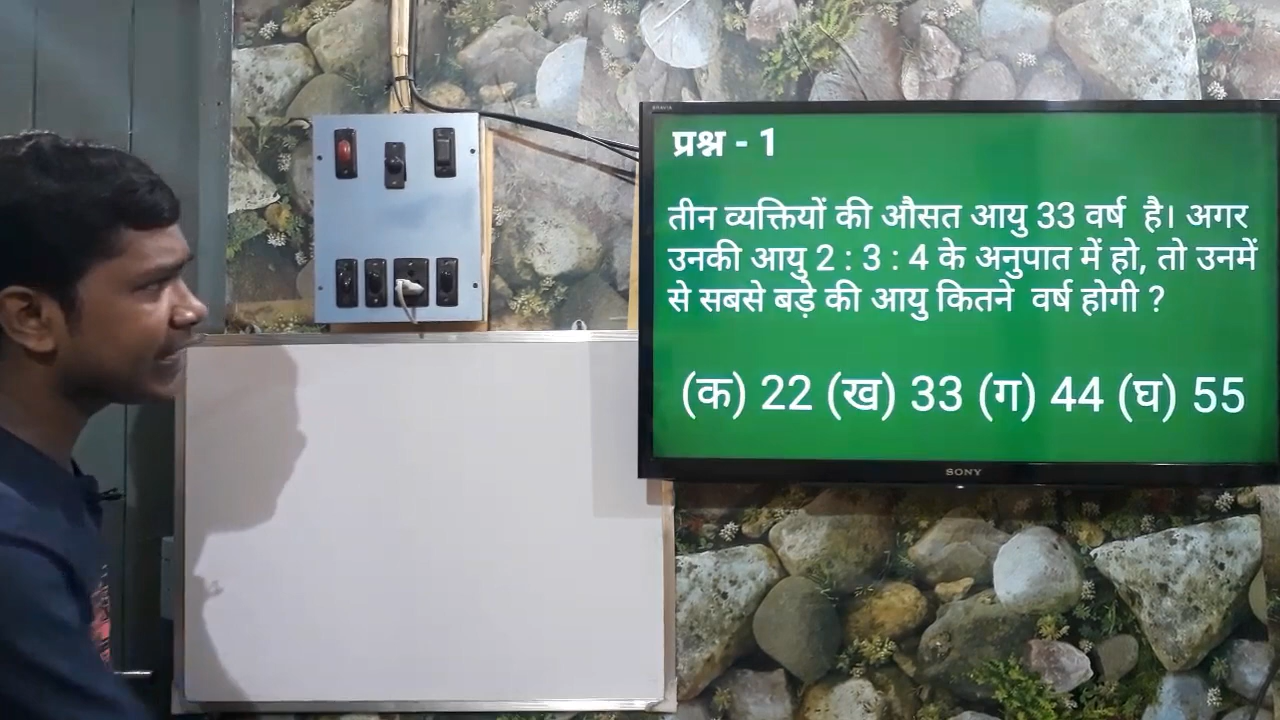 प्रश्न - 1
तीन व्यक्तियों की औसत आयु 33 वर्ष है। अगर
उनकी आयु 2 : 3 : 4 के अनुपात में हो, तो उनमें
से सबसे बड़े की आयु कितने वर्ष होगी ?
(क) 22 (ख) 33 (ग) 44 (घ) 55
SONY